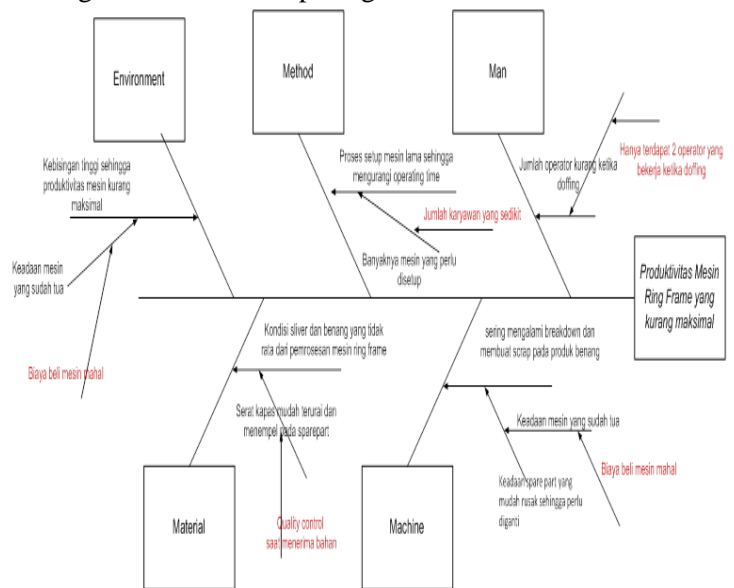 Environment
Method
Man
Kebisingan tinggi sehingga
produktivitas mesin kurang
maksimal
Keadaan mesin
yang sudah tua
Biaya beli mesin mahal
Proses setup mesin lama sehingga
mengurangi operating time
Jumlah karyawan yang sedikit
Banyaknya mesin yang perlu
disetup
Jumlah operator kurang ketika
doffing
Hanya terdapat 2 operator yang
bekerja ketika doffing
Produktivitas Mesin
Ring Frame yang
kurang maksimal
Kondisi sliver dan benang yang tidak
rata dari pemrosesan mesin ring frame
Serat kapas mudah terurai dan
menempel pada sparepart
Quality control
saat menerima bahan
sering mengalami breakdown dan
membuat scrap pada produk benang
Keadaan mesin yang sudah tua
Keadaan spare part yang
mudah rusak sehingga perlu
diganti
Biaya beli mesin mahal
Material
Machine